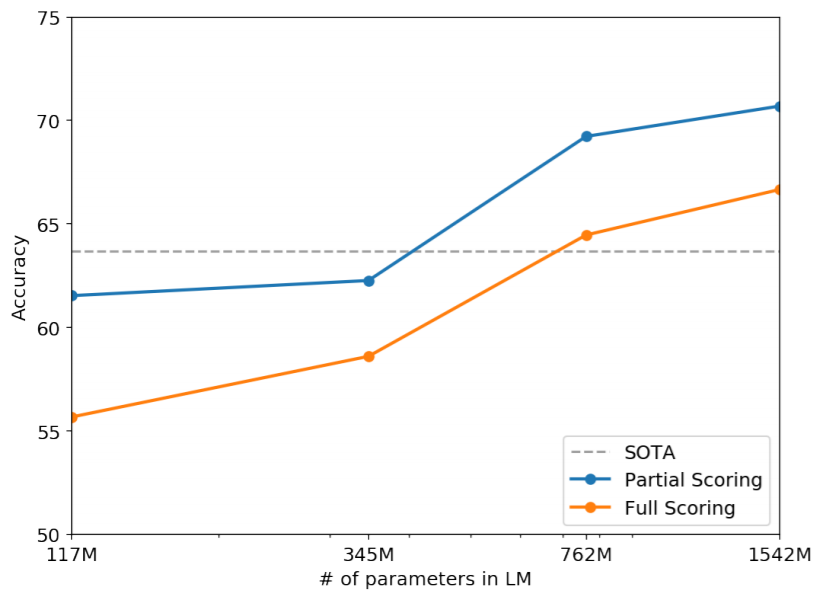 75
70
65
60
55
50
Accuracy
117M 345M 762M 1542M
# of parameters in LM
SOTA
Partial Scoring
Full Scoring